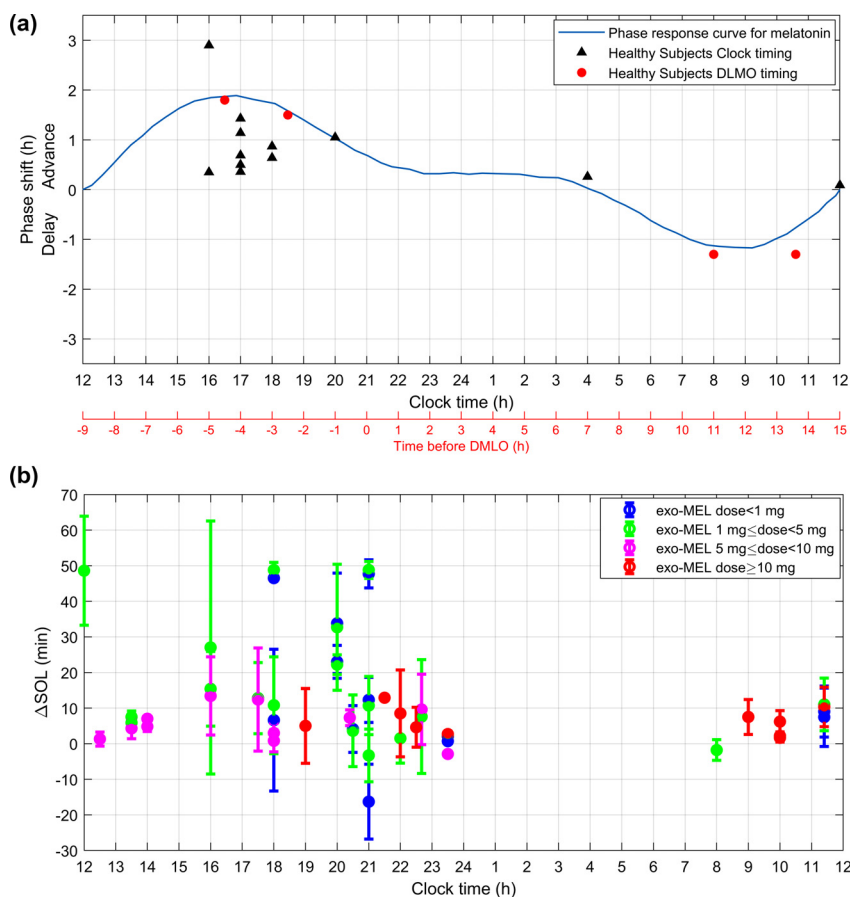 (a)
Phase shift (h)
Delay Advance
3
2
1
0
-1
-2
-3
Phase response curve for melatonin
Healthy Subjects Clock timing
Healthy Subjects DLMO timing
12 13 14 15 16 17 18 19 20 21 22 23 24 1 2 3 4 5 6 7 8 9 10 11 12
Clock time (h)
-9 -8 -7 -6 -5 -4 -3 -2 -1 0 1 2 3 4 5 6 7 8 9 10 11 12 13 14 15
Time before DMLO (h)
(b)
ΔSOL (min)
70
60
50
40
30
20
10
0
-10
-20
-30
exo-MEL dose<1 mg
exo-MEL 1 mg≤dose<5 mg
exo-MEL 5 mg≤dose<10 mg
exo-MEL dose≥10 mg
12 13 14 15 16 17 18 19 20 21 22 23 24 1 2 3 4 5 6 7 8 9 10 11 12
Clock time (h)